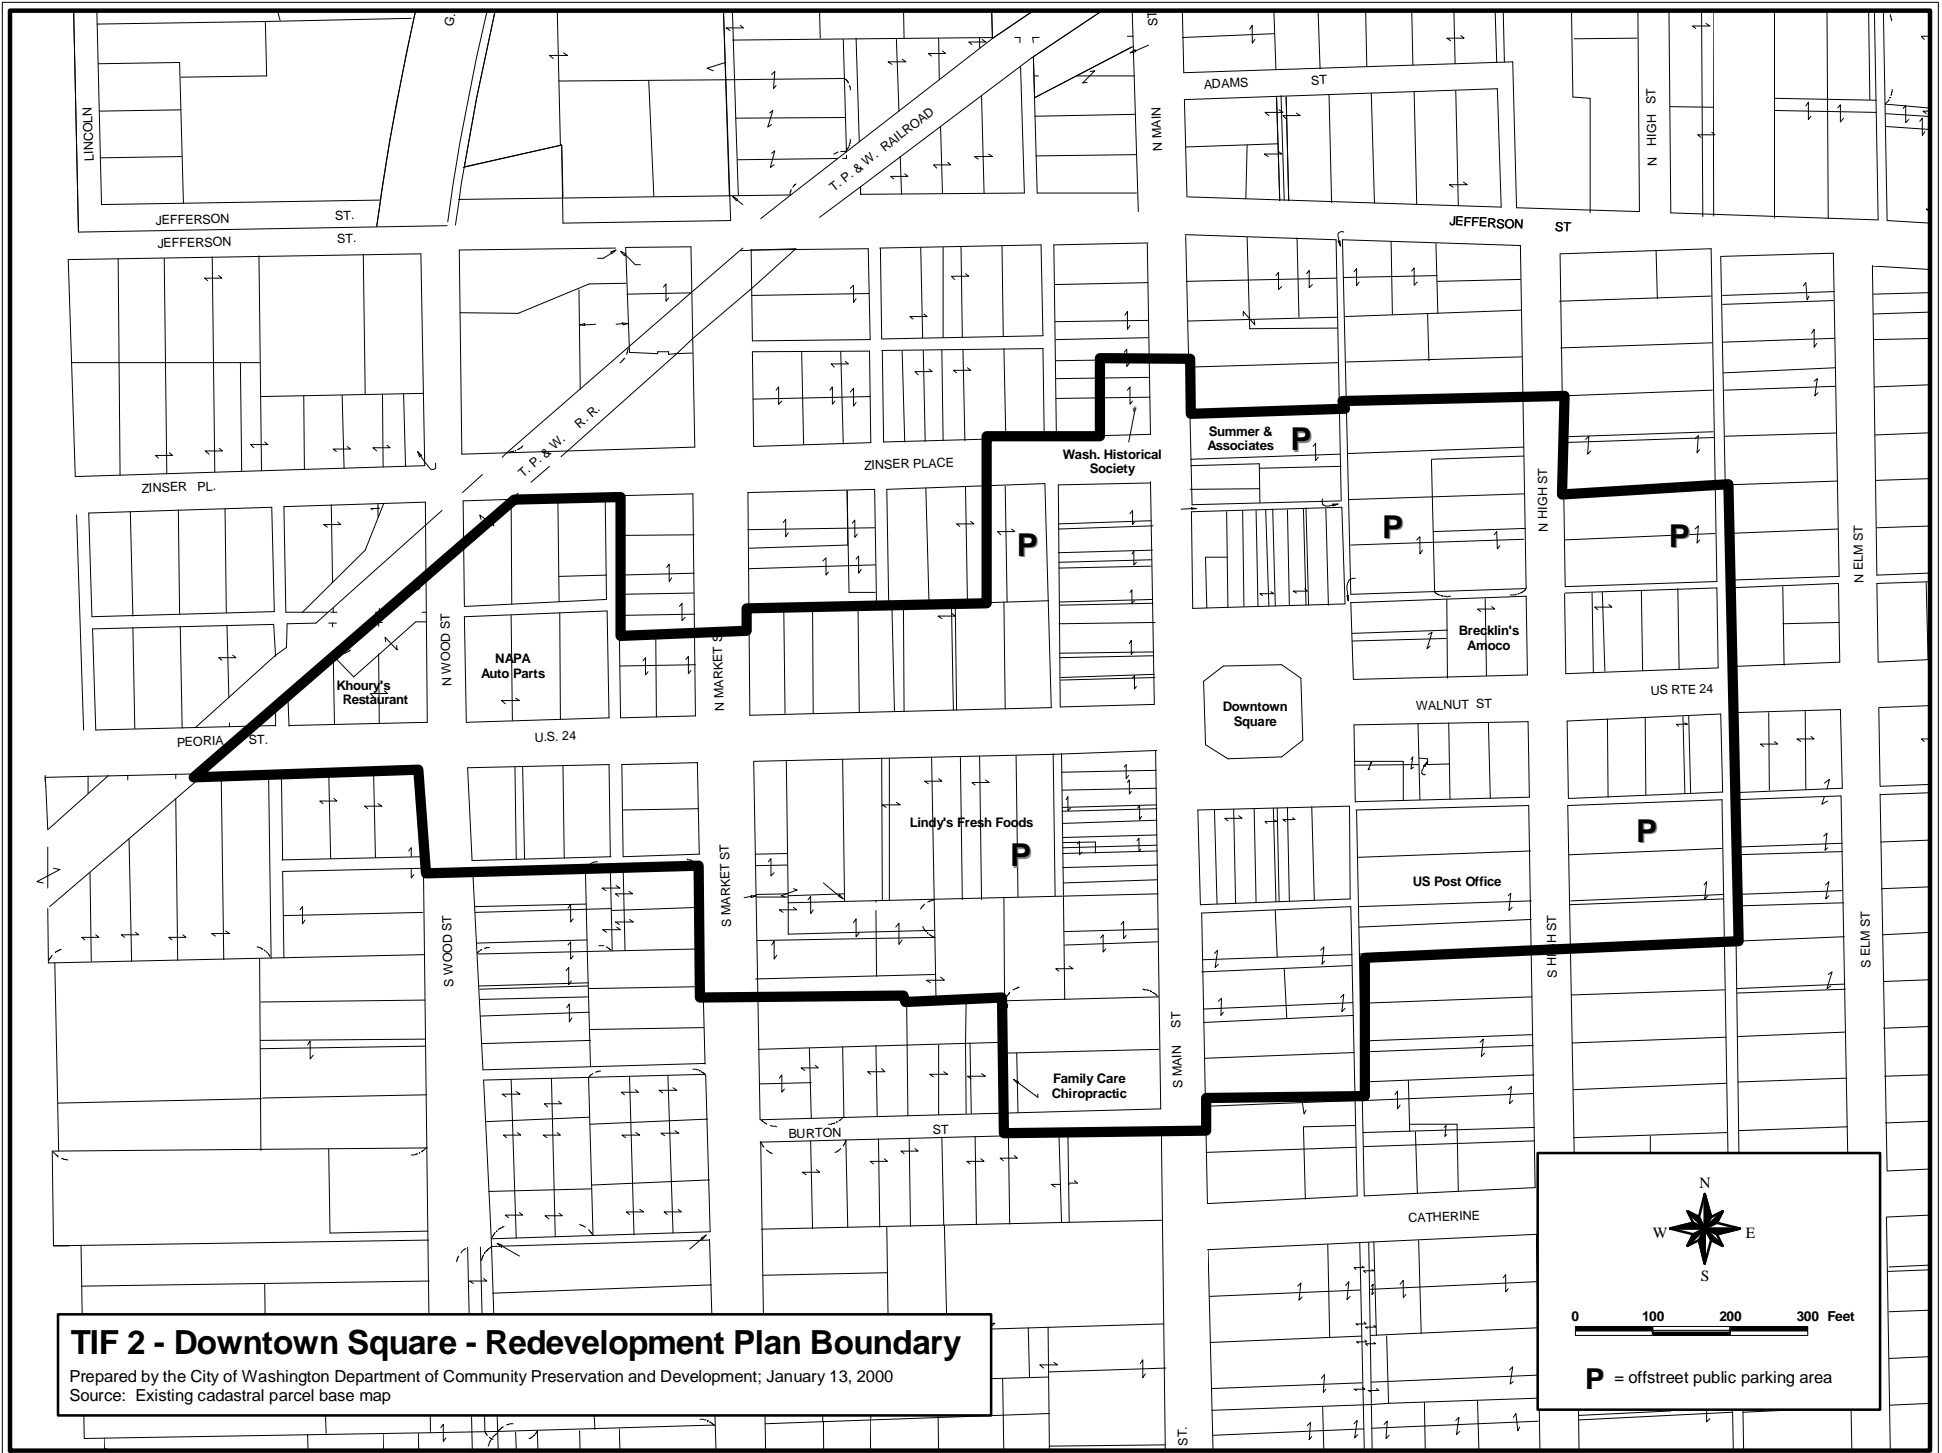 G.
ST
LINCOLN
N MAIN
ADAMS ST
N HIGH ST
T. P. & W. RAILROAD
JEFFERSON ST.
JEFFERSON ST.
JEFFERSON ST
T. P. & W. R. R.
ZINSER PL.
ZINSER PLACE
Wash. Historical
Society
Summer &
Associates
P
P
P
P
N HIGH ST
N ELM ST
N WOOD ST
N MARKET S
NAPA
Auto Parts
Khoury's
Restaurant
Brecklin's
Amoco
US RTE 24
WALNUT ST
Downtown
Square
PEORIA ST.
U.S. 24
Lindy's Fresh Foods
P
P
US Post Office
S MARKET ST
S WOOD ST
S HIGH ST
S ELM ST
S MAIN ST
Family Care
Chiropractic
BURTON ST
CATHERINE
ST.
N
W E
S
0 100 200 300 Feet
P = offstreet public parking area
TIF 2 - Downtown Square - Redevelopment Plan Boundary
Prepared by the City of Washington Department of Community Preservation and Development; January 13, 2000
Source: Existing cadastral parcel base map